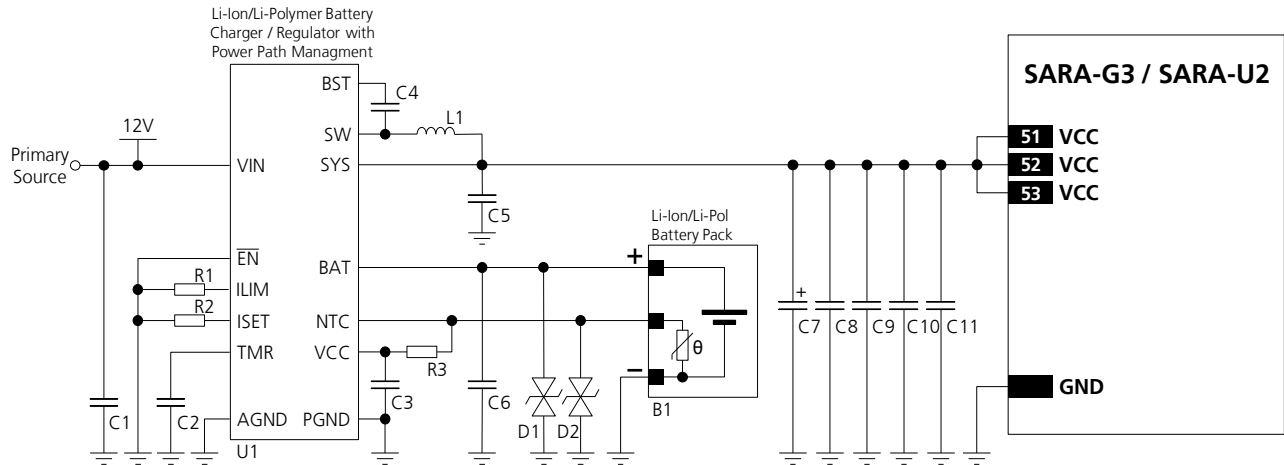 Li-Ion/Li-Polymer Battery
Charger / Regulator with
Power Path Managment
SARA-G3 / SARA-U2
BST
C4
L1
SW
12V
51 VCC
Primary
Source
VIN
SYS
52 VCC
53 VCC
C5
Li-Ion/Li-Pol
Battery Pack
EN
BAT
+
R1
ILIM
R2
ISET
NTC
+
C7
C8
C9
C10
C11
TMR
VCC
R3
θ
–
GND
C1
C2
AGND
PGND
C3
C6
D1
D2
B1
U1